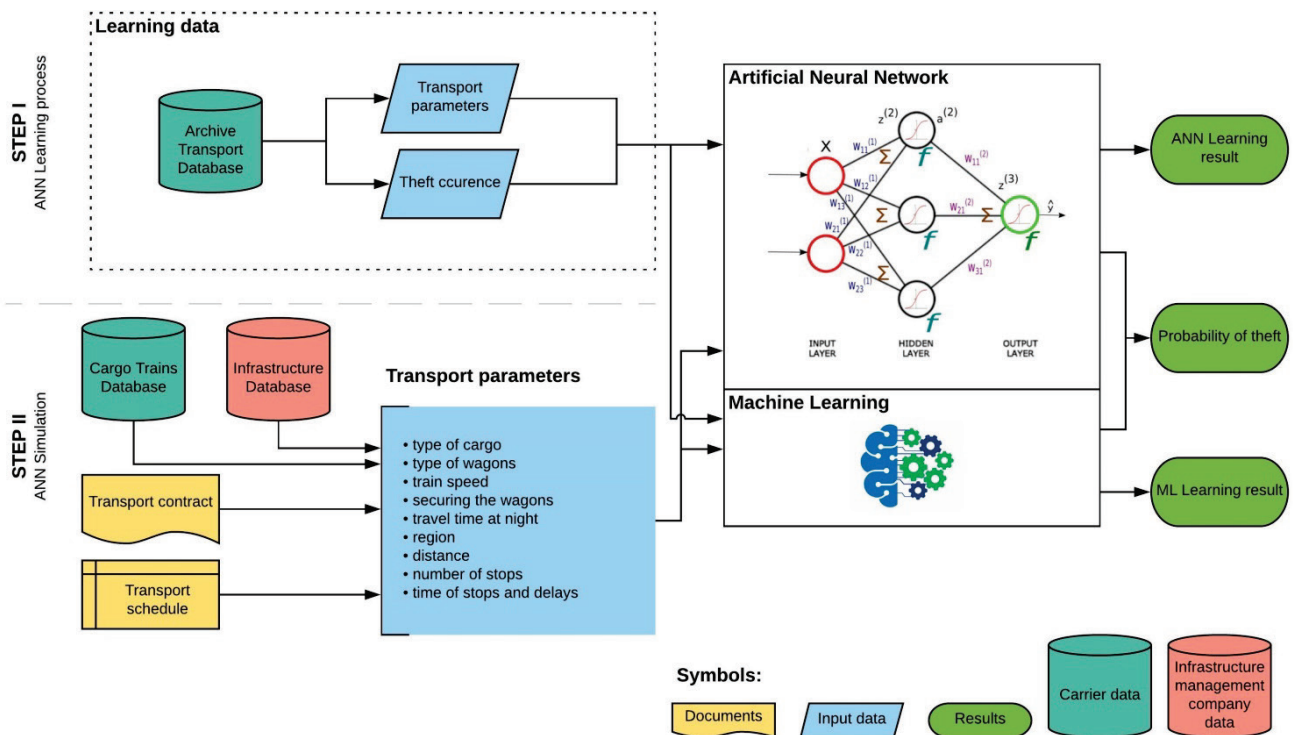 Learning data
STEP I
ANN Learning process
Archive
Transport
Database
Transport
parameters
Theft ccurence
Artificial Neural Network
X
z(2)
a(2)
W11(1)
W12(1)
W13(1)
W21(1)
W22(1)
W23(1)
Σ
Σ
Σ
f
f
f
W11(2)
W21(2)
W31(2)
z(3)
Σ
f
ŷ
INPUT
LAYER
HIDDEN
LAYER
OUTPUT
LAYER
ANN Learning
result
Probability of theft
Machine Learning
ML Learning result
STEP II
ANN Simulation
Cargo Trains
Database
Infrastructure
Database
Transport contract
Transport
schedule
Transport parameters
• type of cargo
• type of wagons
• train speed
• securing the wagons
• travel time at night
• region
• distance
• number of stops
• time of stops and delays
Symbols:
Documents
Input data
Results
Carrier data
Infrastructure
management
company
data